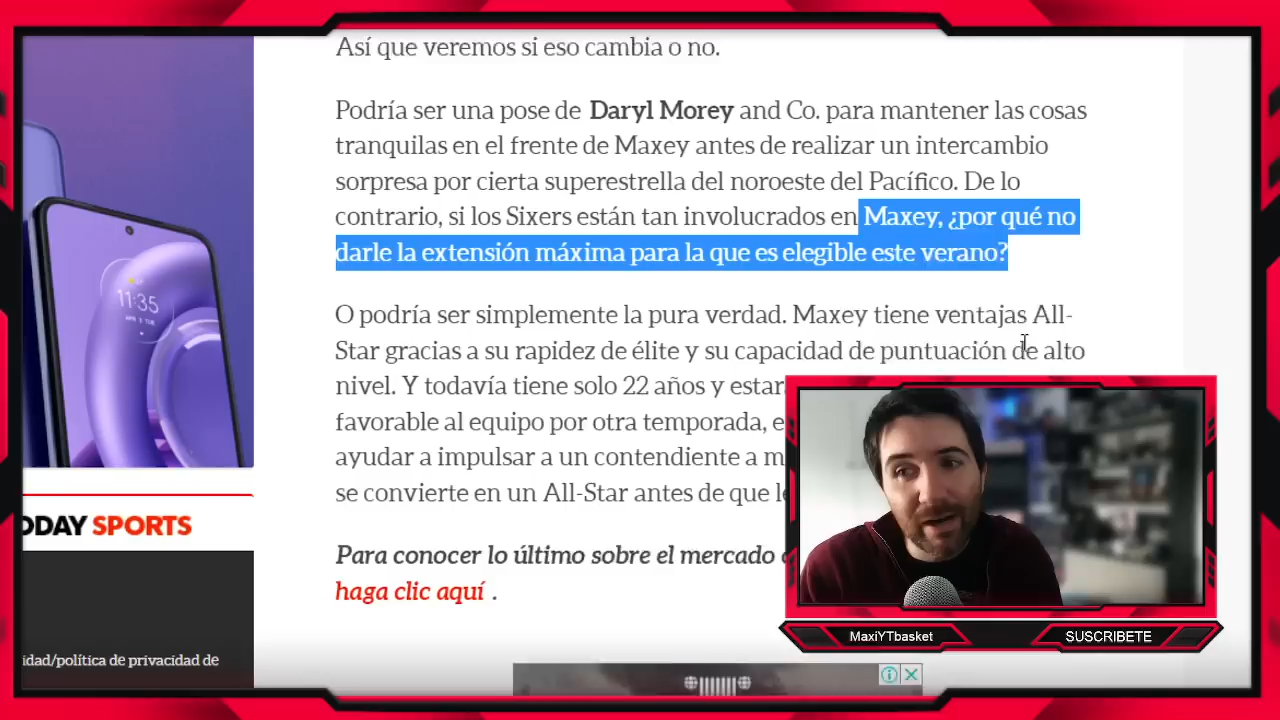 Así que veremos si eso cambia o no.
Podría ser una pose de Daryl Morey and Co. para mantener las cosas
tranquilas en el frente de Maxey antes de realizar un intercambio
sorpresa por cierta superestrella del noroeste del Pacífico. De lo
contrario, si los Sixers están tan involucrados en Maxey, ¿por qué no
darle la extensión máxima para la que es elegible este verano?
O podría ser simplemente la pura verdad. Maxey tiene ventajas All-
Star gracias a su rapidez de élite y su capacidad de puntuación de alto
nivel. Y todavía tiene solo 22 años y
favorable al equipo por otra temporada,
ayudar a impulsar a un contendiente a
se convierte en un All-Star antes de que
Para conocer lo último sobre el mercado
haga clic aquí .
11:35
ODAY SPORTS
idad/política de privacidad de
MaxiYTbasket
SUSCRIBETE